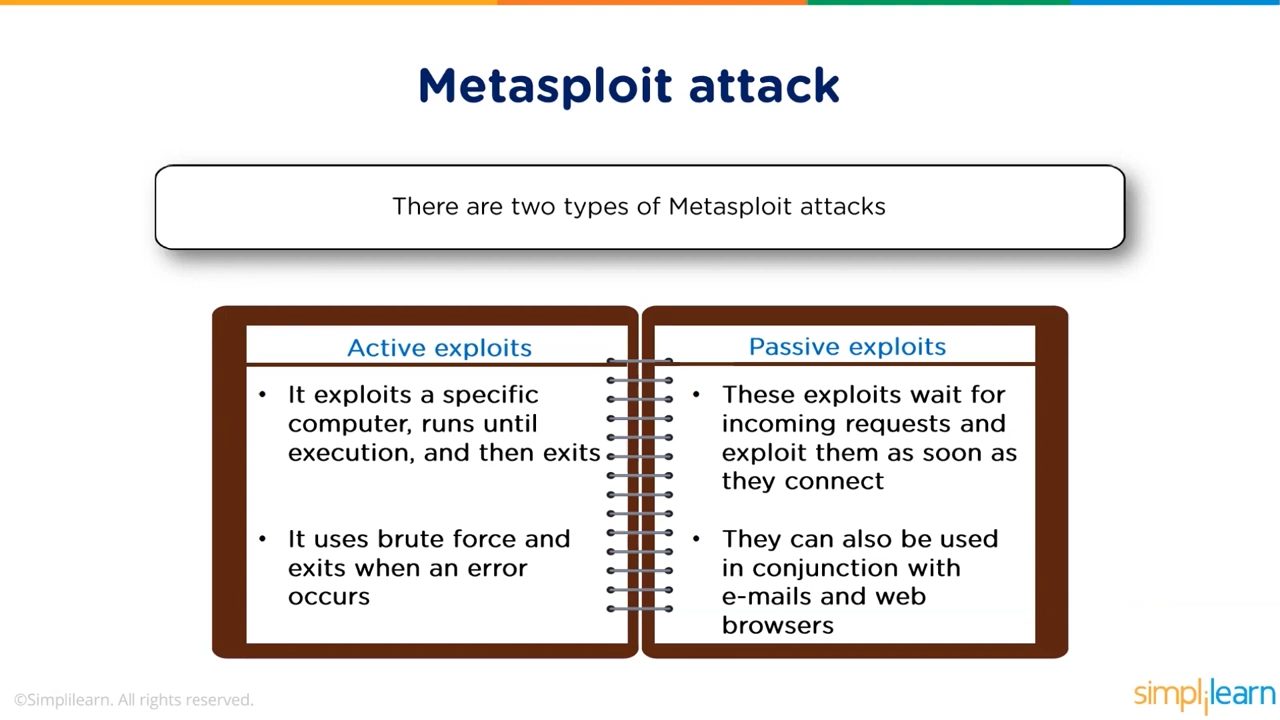 Metasploit attack
There are two types of Metasploit attacks
Active exploits
• It exploits a specific
computer, runs until
execution, and then exits
• It uses brute force and
exits when an error
occurs
Passive exploits
• These exploits wait for
incoming requests and
exploit them as soon as
they connect
• They can also be used
in conjunction with
e-mails and web
browsers
©Simplilearn. All rights reserved.
simplilearn